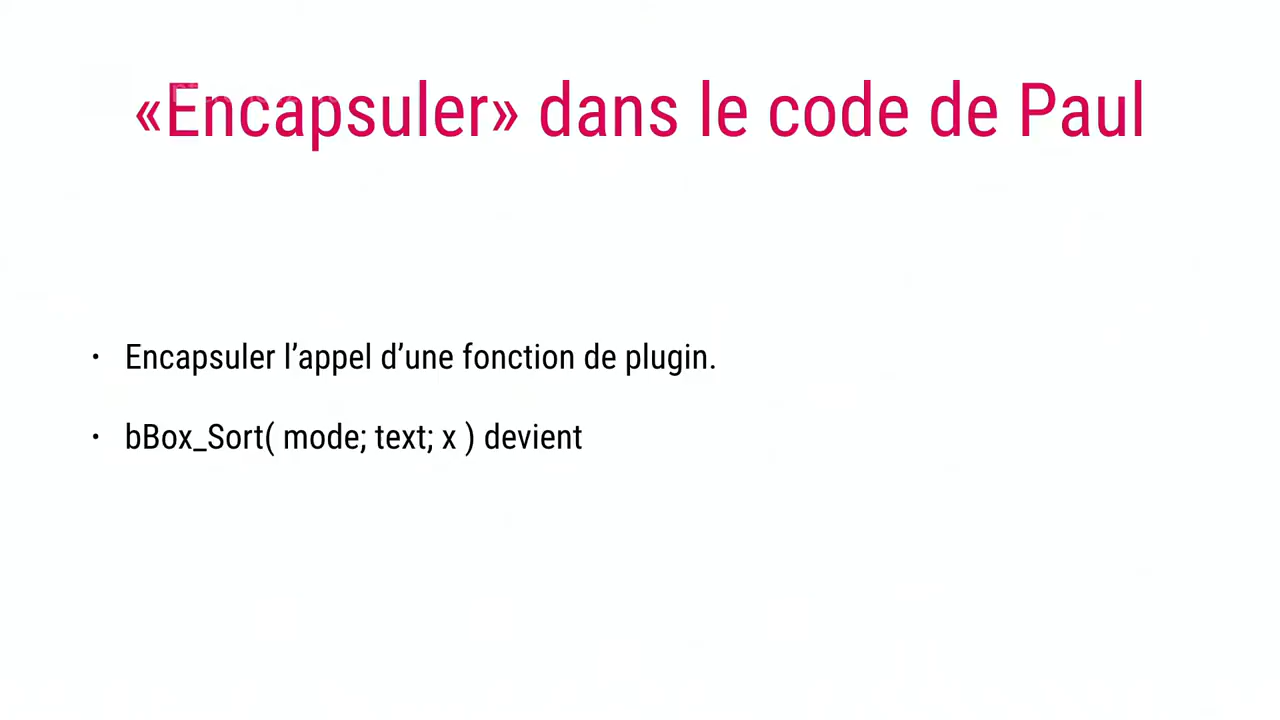 «Encapsuler» dans le code de Paul
• Encapsuler l’appel d’une fonction de plugin.
• bBox_Sort( mode; text; x ) devient